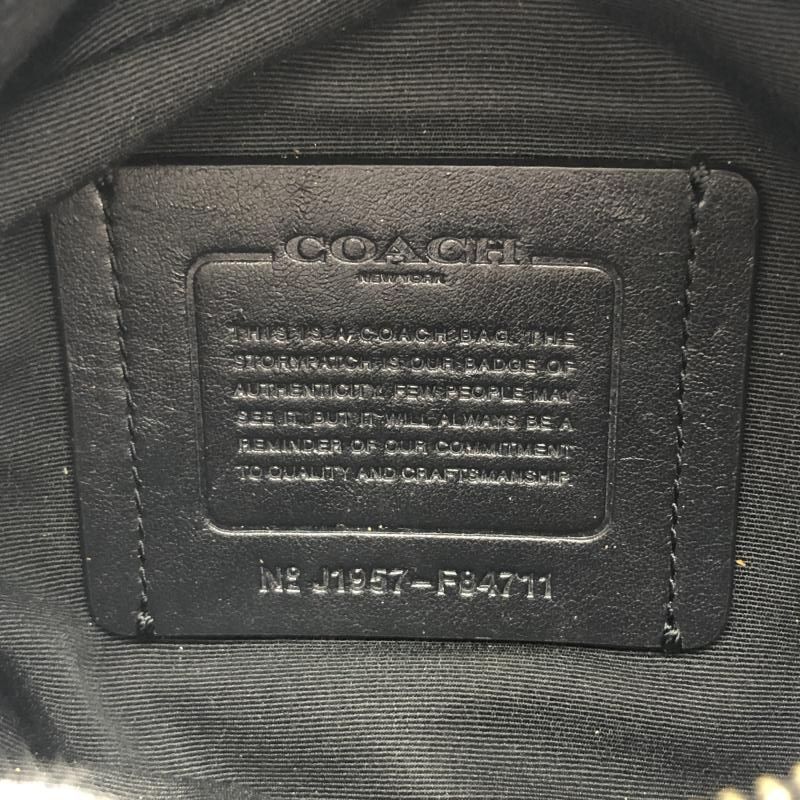 COACH
NEW YORK
THIS IS A COACH BAG. THE
STORYPATCH IS OUR BADGE OF
AUTHENTICITY. FEW PEOPLE MAY
SEE IT, BUT IT WILL ALWAYS BE A
REMINDER OF OUR COMMITMENT
TO QUALITY AND CRAFTSMANSHIP.
Nº J1957-F84711